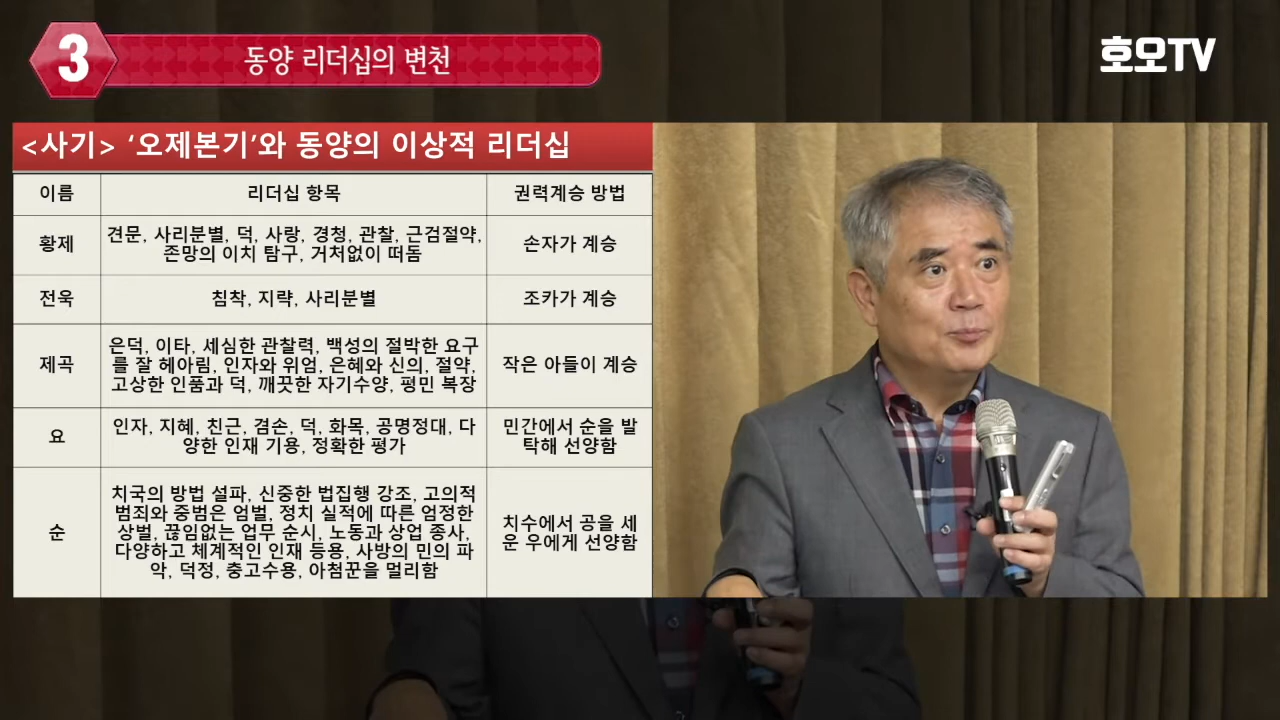 3
동양 리더십의 변천
호오TV
<사기> ‘오제본기’와 동양의 이상적 리더십
이름 리더십 항목 권력계승 방법
황제
견문, 사리분별, 덕, 사랑, 경청, 관찰, 근검절약,
존망의 이치 탐구, 거처없이 떠돔
손자가 계승
전욱
침착, 지략, 사리분별
조카가 계승
제곡
은덕, 이타, 세심한 관찰력, 백성의 절박한 요구
를 잘 헤아림, 인자와 위엄, 은혜와 신의, 절약,
고상한 인품과 덕, 깨끗한 자기수양, 평민 복장
작은 아들이 계승
요
인자, 지혜, 친근, 겸손, 덕, 화목, 공명정대, 다
양한 인재 기용, 정확한 평가
민간에서 순을 발
탁해 선양함
순
치국의 방법 설파, 신중한 법집행 강조, 고의적
범죄와 중범은 엄벌, 정치 실적에 따른 엄정한
상벌, 끊임없는 업무 순시, 노동과 상업 종사,
다양하고 체계적인 인재 등용, 사방의 민의 파
악, 덕정, 충고수용, 아첨꾼을 멀리함
치수에서 공을 세
운 우에게 선양함